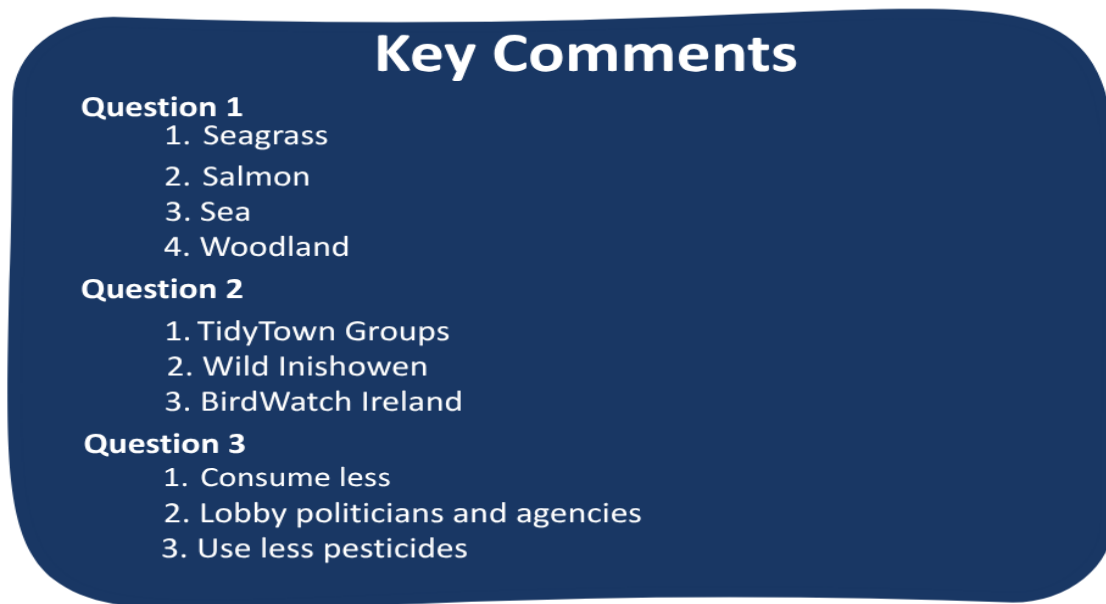 Key Comments
Question 1
1. Seagrass
2. Salmon
3. Sea
4. Woodland
Question 2
1. TidyTown Groups
2. Wild Inishowen
3. BirdWatch Ireland
Question 3
1. Consume less
2. Lobby politicians and agencies
3. Use less pesticides